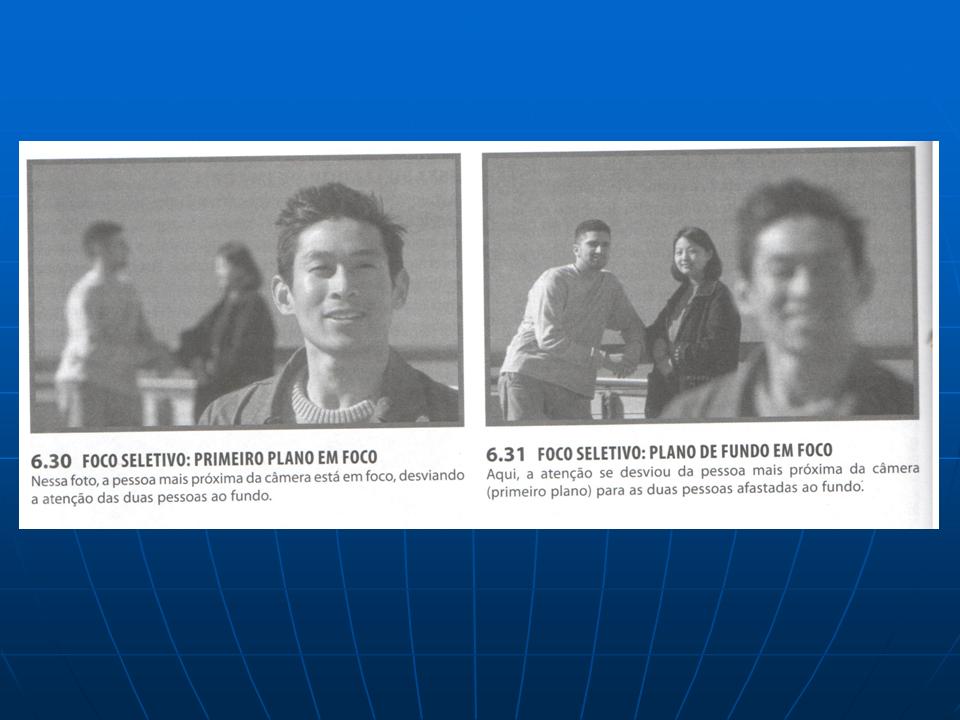 6.30 FOCO SELETIVO: PRIMEIRO PLANO EM FOCO
Nessa foto, a pessoa mais próxima da câmera está em foco, desviando
a atenção das duas pessoas ao fundo.
6.31 FOCO SELETIVO: PLANO DE FUNDO EM FOCO
Aqui, a atenção se desviou da pessoa mais próxima da câmera
(primeiro plano) para as duas pessoas afastadas ao fundo.